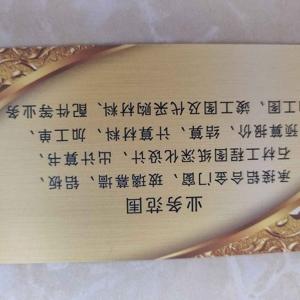 业务范围
承接铝合金门窗、玻璃幕墙、铝板、
石材工程图纸深化设计、出计算书、
预算报价、结算、计算材料、加工单、
工图、竣工图及代采购材料、配件等业务